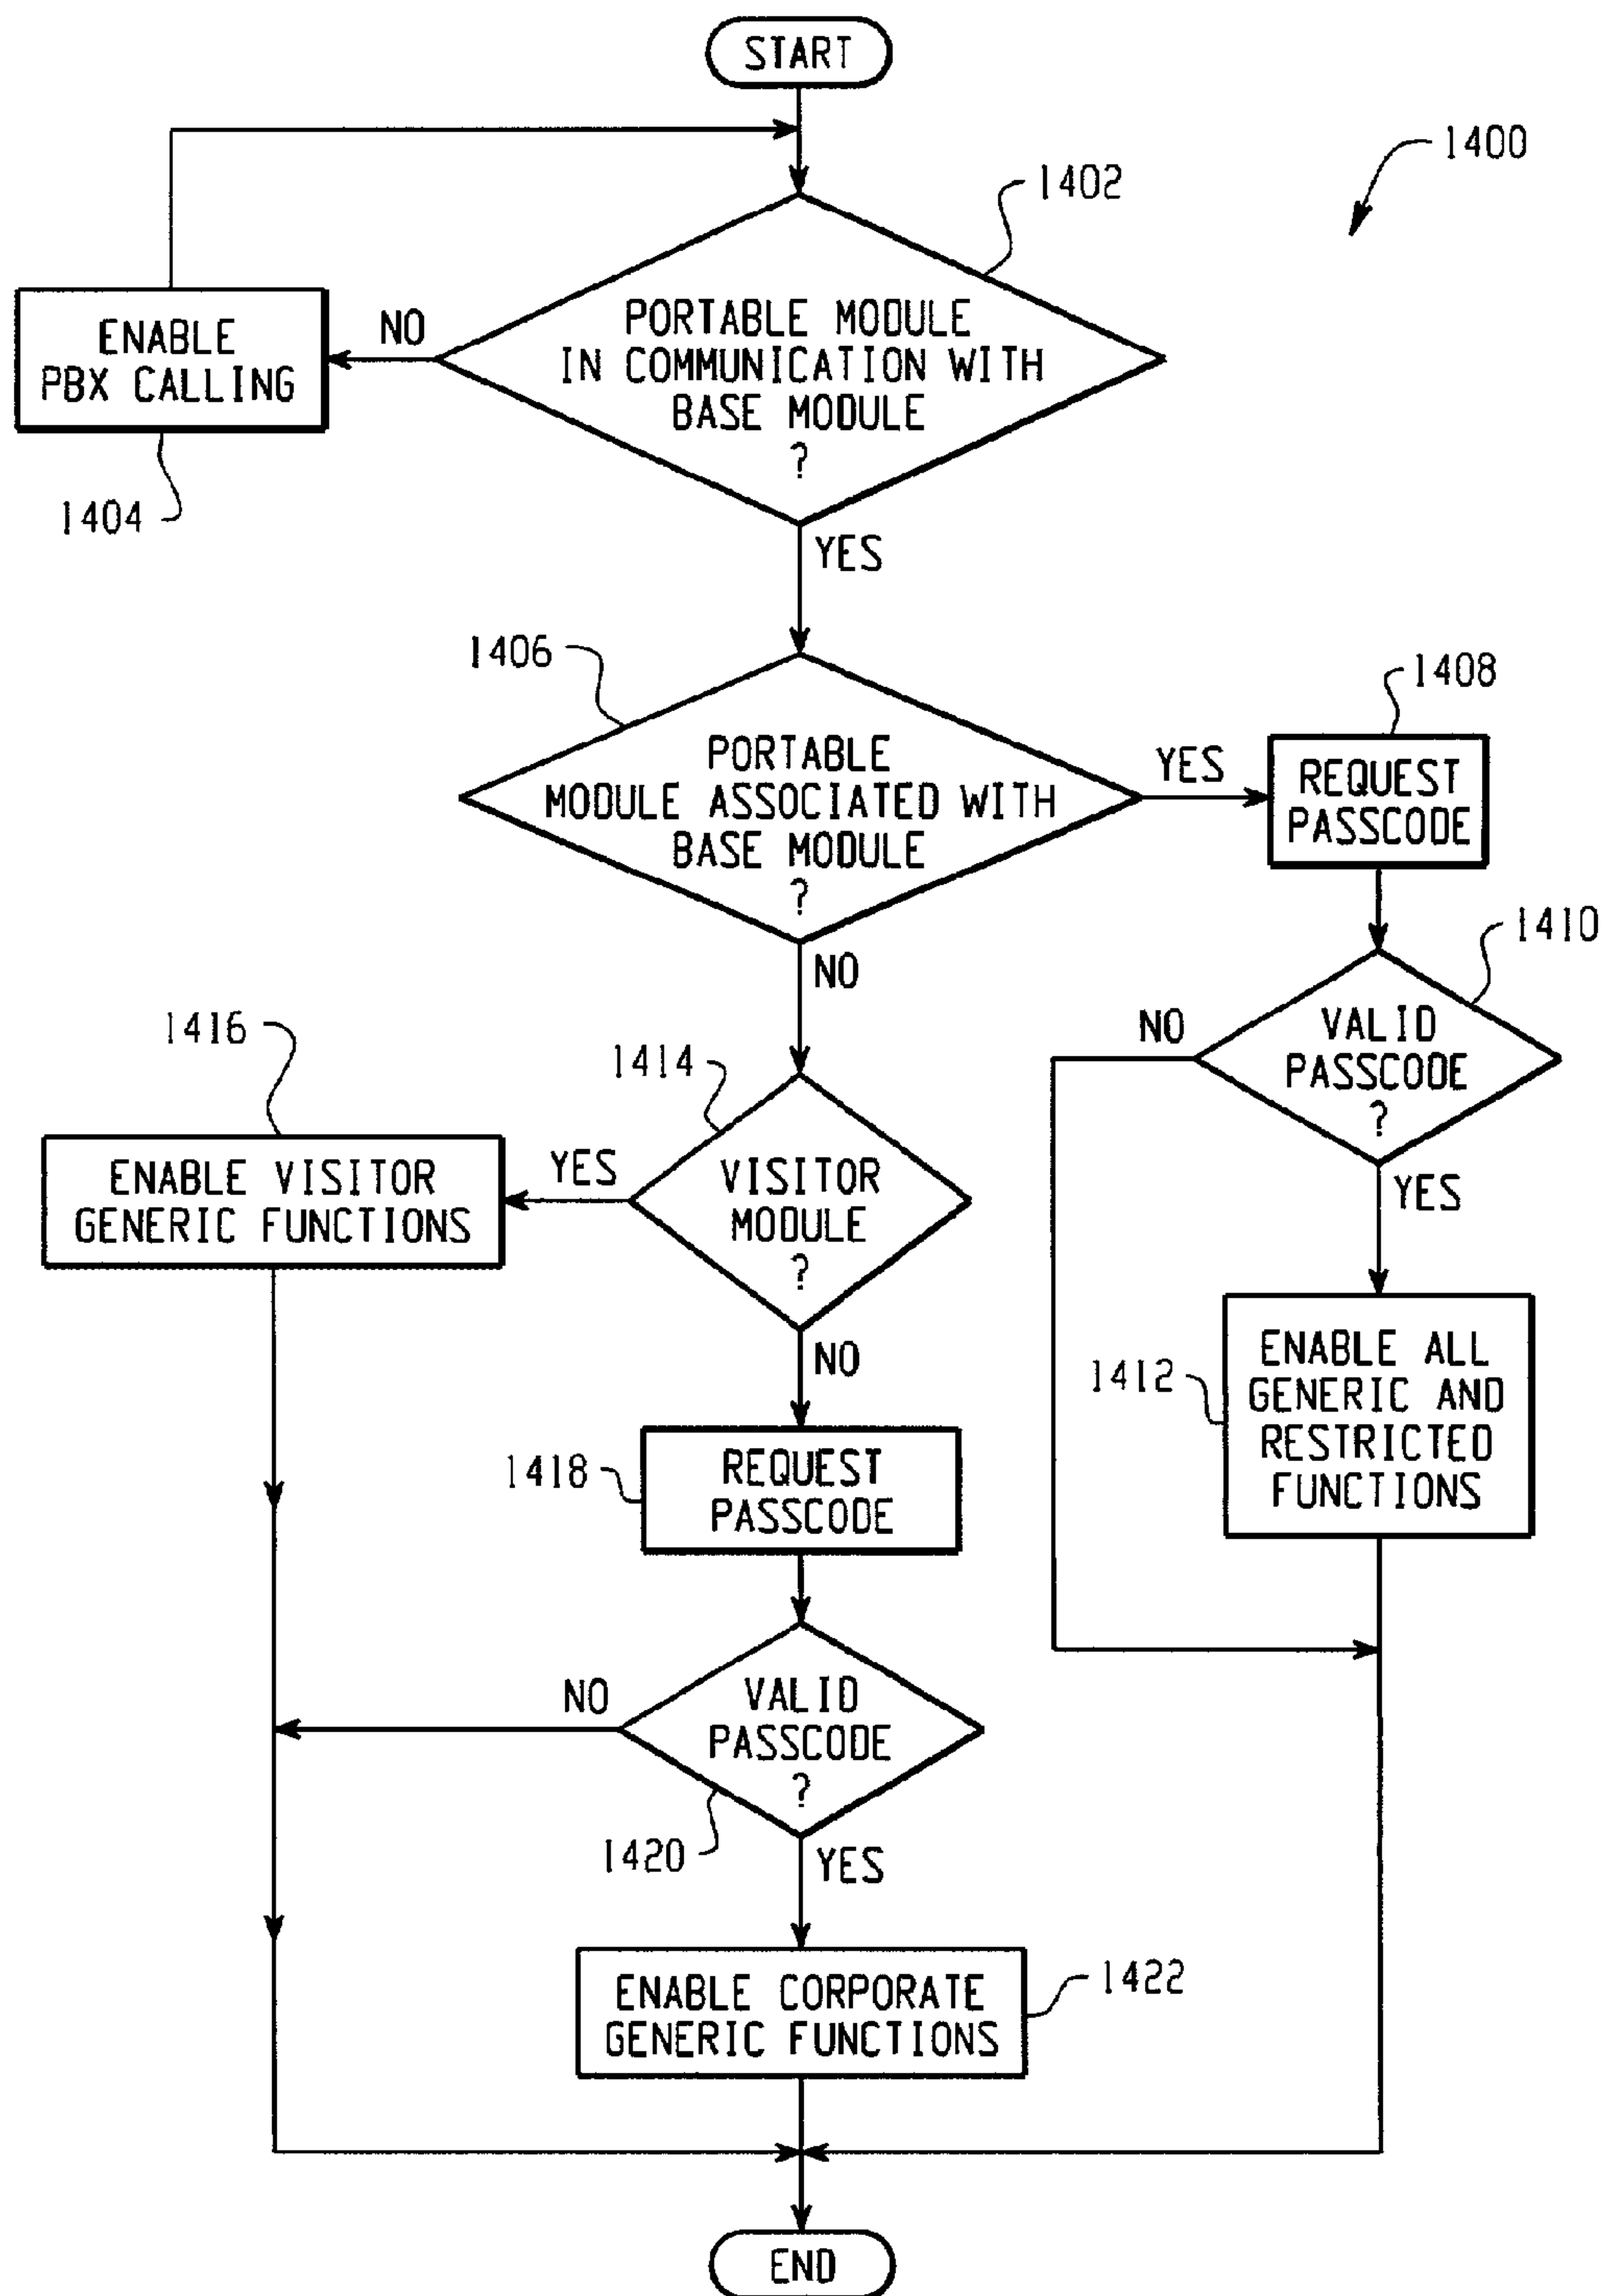 START
1400
1402
PORTABLE MODULE
IN COMMUNICATION WITH
BASE MODULE
?
NO
ENABLE
PBX CALLING
1404
YES
1406
PORTABLE
MODULE ASSOCIATED WITH
BASE MODULE
?
YES
1408
REQUEST
PASSCODE
NO
1410
VALID
PASSCODE
?
NO
YES
1412
ENABLE ALL
GENERIC AND
RESTRICTED
FUNCTIONS
1414
VISITOR
MODULE
?
YES
1416
ENABLE VISITOR
GENERIC FUNCTIONS
NO
1418
REQUEST
PASSCODE
VALID
PASSCODE
?
NO
1420
YES
ENABLE CORPORATE
GENERIC FUNCTIONS
1422
END